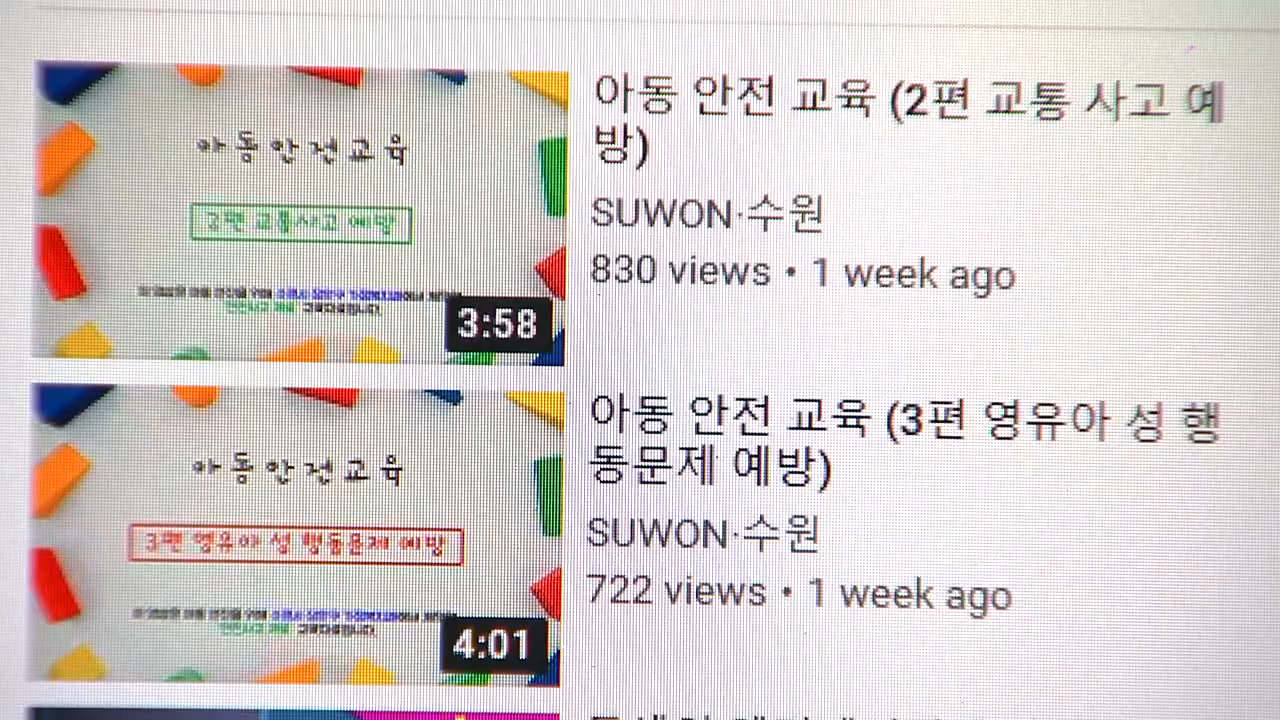 아동안전교육
2편 교통사고 예방
3:58
아동 안전 교육 (2편 교통 사고 예
방)
SUWON·수원
830 views • 1 week ago
아동안전교육
3편 영유아 성 행동문제 예방
4:01
아동 안전 교육 (3편 영유아 성 행
동문제 예방)
SUWON·수원
722 views • 1 week ago